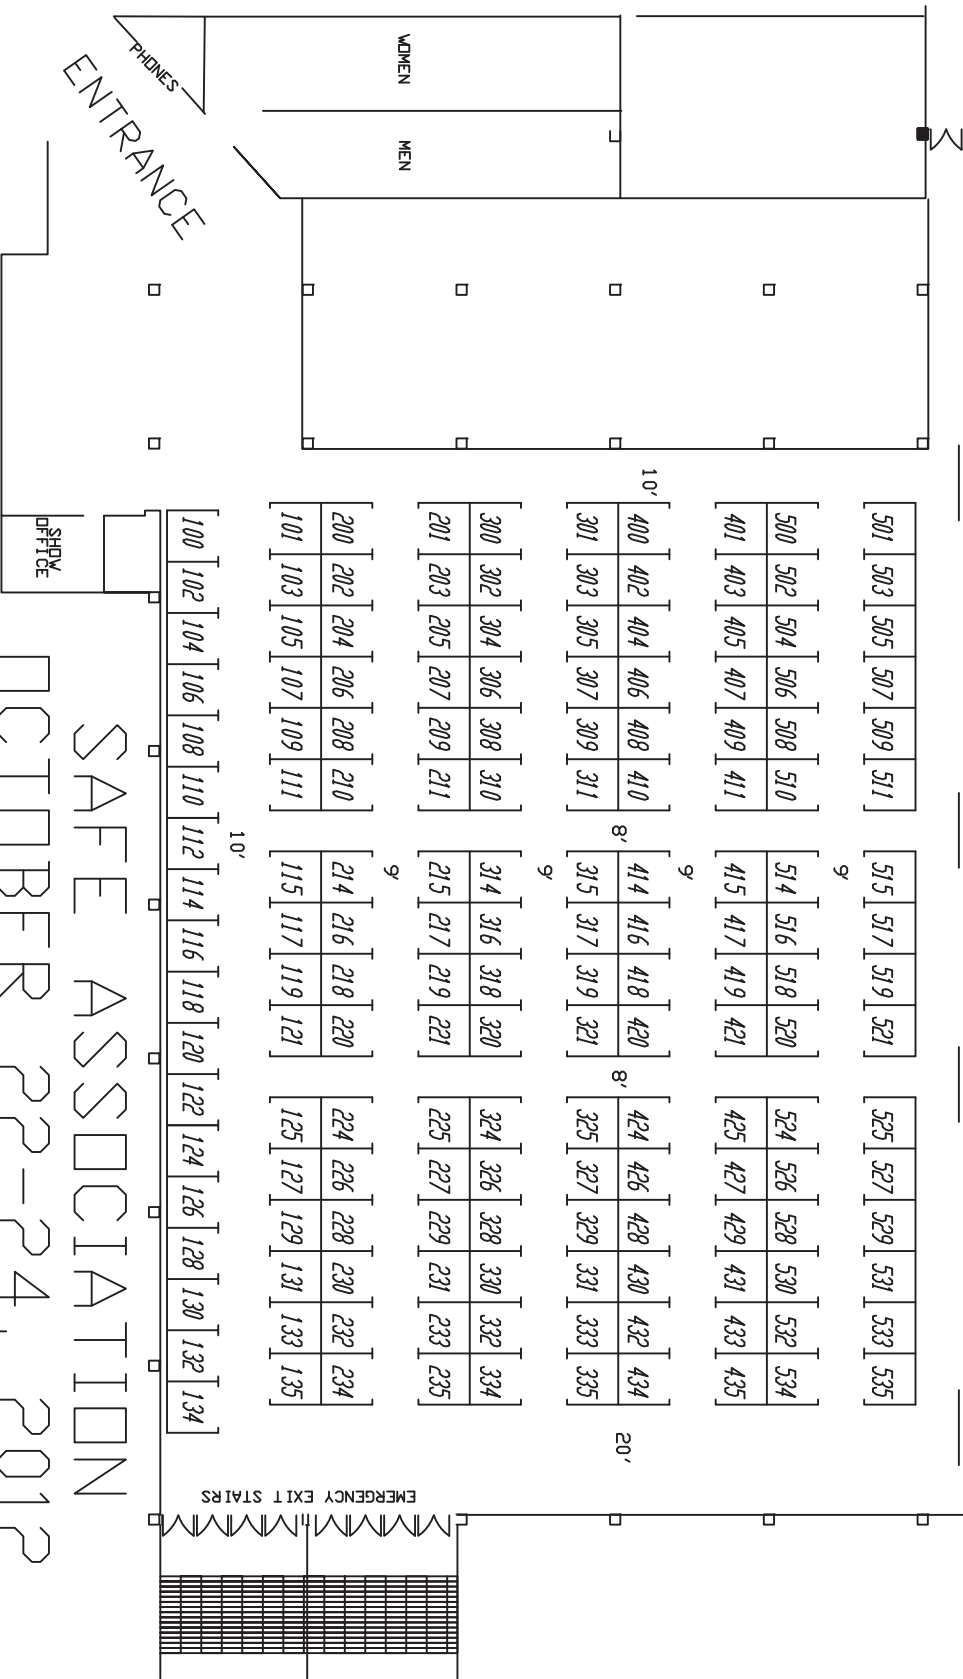 501 503 505 507 509 511 515 517 519 521 525 527 529 531 533 535
9'
500 502 504 506 508 510 514 516 518 520 524 526 528 530 532 534
401 403 405 407 409 411 415 417 419 421 425 427 429 431 433 435
9'
10'
400 402 404 406 408 410 414 416 418 420 424 426 428 430 432 434
8' 8' 20'
301 303 305 307 309 311 315 317 319 321 325 327 329 331 333 335
9'
300 302 304 306 308 310 314 316 318 320 324 326 328 330 332 334
201 203 205 207 209 211 215 217 219 221 225 227 229 231 233 235
WOMEN
MEN
9'
200 202 204 206 208 210 214 216 218 220 224 226 228 230 232 234
101 103 105 107 109 111 115 117 119 121 125 127 129 131 133 135
10'
EMERGENCY EXIT STAIRS
100 102 104 106 108 110 112 114 116 118 120 122 124 126 128 130 132 134
PHONES
ENTRANCE
SHOW
OFFICE
SAFE ASSOCIATION
OCTOBER 22-24, 2012